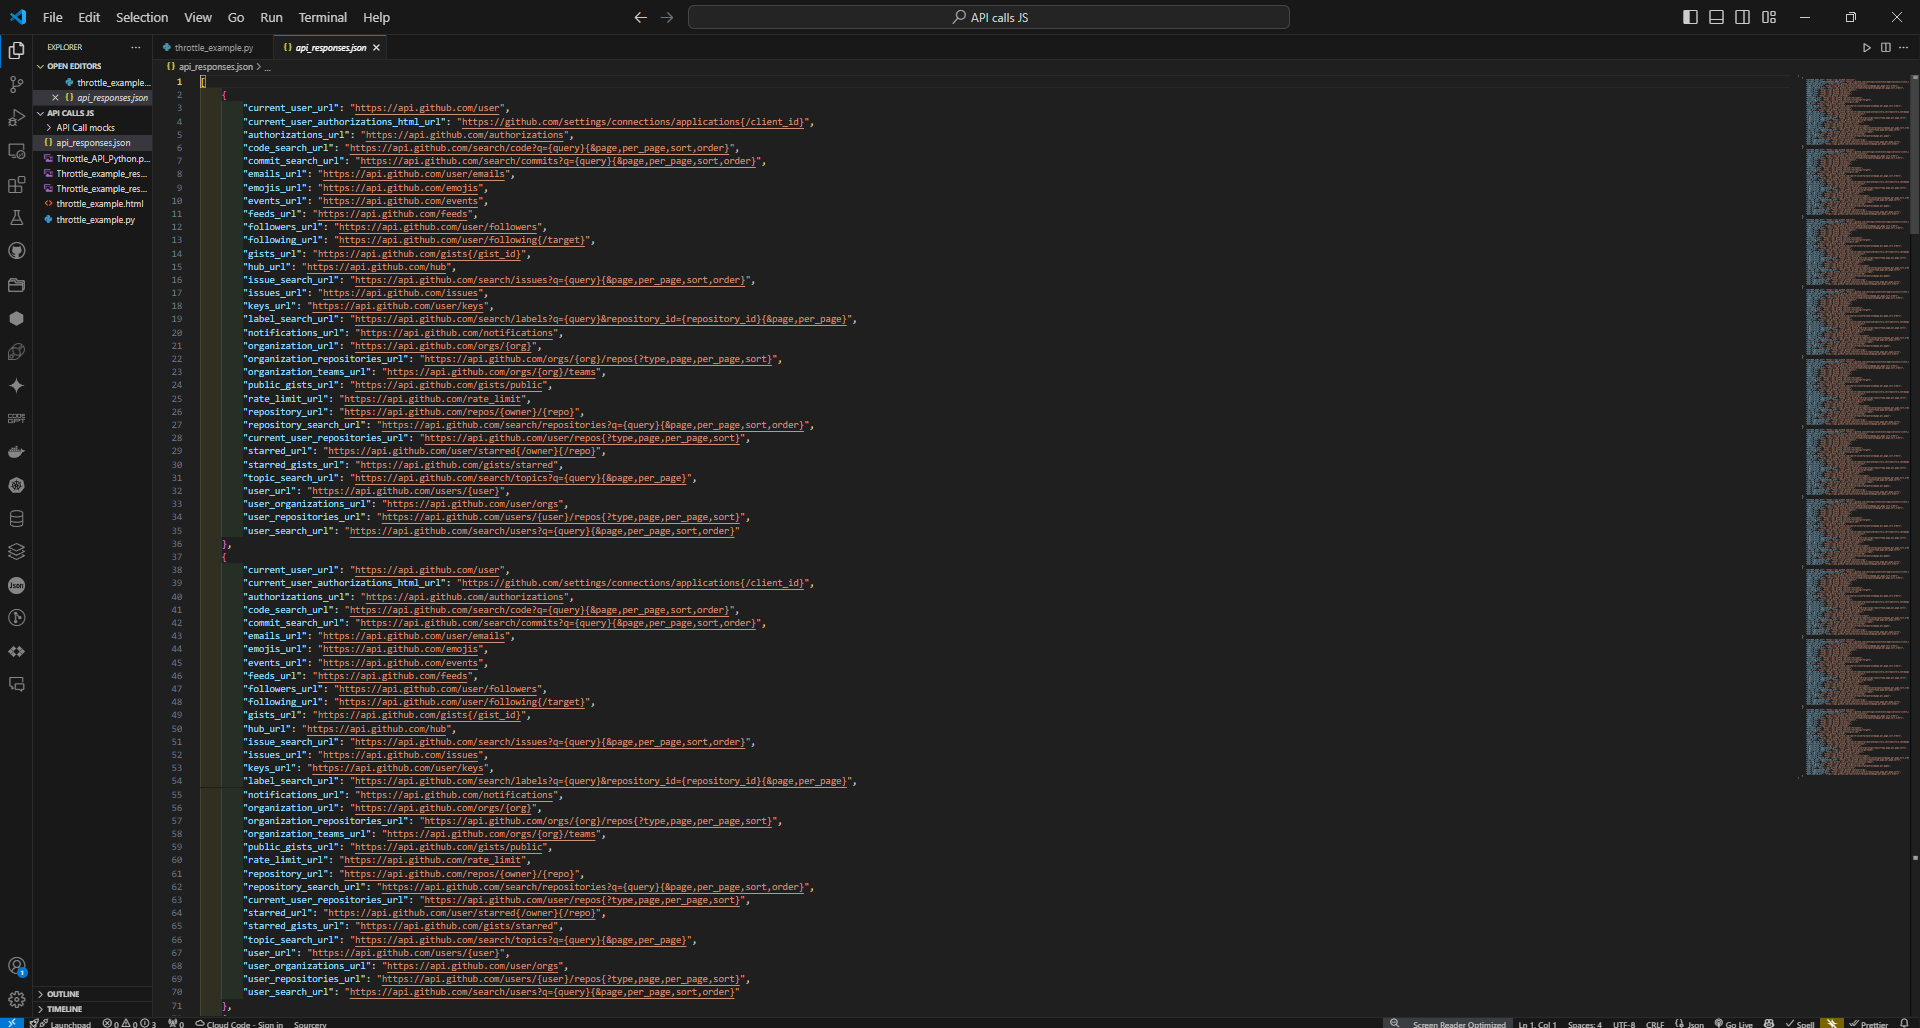 File Edit Selection View Go Run Terminal Help
API calls JS
EXPLORER
OPEN EDITORS
throttle_example...
api_responses.json
API CALLS JS
API Call mocks
api_responses.json
Throttle_API_Python.p...
Throttle_example_res...
Throttle_example_res...
throttle_example.html
throttle_example.py
OUTLINE
TIMELINE
throttle_example.py
api_responses.json
api_responses.json > ...
1 [
2 {
3 "current_user_url": "https://api.github.com/user",
4 "current_user_authorizations_html_url": "https://github.com/settings/connections/applications{/client_id}",
5 "authorizations_url": "https://api.github.com/authorizations",
6 "code_search_url": "https://api.github.com/search/code?q={query}{&page,per_page,sort,order}",
7 "commit_search_url": "https://api.github.com/search/commits?q={query}{&page,per_page,sort,order}",
8 "emails_url": "https://api.github.com/user/emails",
9 "emojis_url": "https://api.github.com/emojis",
10 "events_url": "https://api.github.com/events",
11 "feeds_url": "https://api.github.com/feeds",
12 "followers_url": "https://api.github.com/user/followers",
13 "following_url": "https://api.github.com/user/following{/target}",
14 "gists_url": "https://api.github.com/gists{/gist_id}",
15 "hub_url": "https://api.github.com/hub",
16 "issue_search_url": "https://api.github.com/search/issues?q={query}{&page,per_page,sort,order}",
17 "issues_url": "https://api.github.com/issues",
18 "keys_url": "https://api.github.com/user/keys",
19 "label_search_url": "https://api.github.com/search/labels?q={query}&repository_id={repository_id}{&page,per_page}",
20 "notifications_url": "https://api.github.com/notifications",
21 "organization_url": "https://api.github.com/orgs/{org}",
22 "organization_repositories_url": "https://api.github.com/orgs/{org}/repos{?type,page,per_page,sort}",
23 "organization_teams_url": "https://api.github.com/orgs/{org}/teams",
24 "public_gists_url": "https://api.github.com/gists/public",
25 "rate_limit_url": "https://api.github.com/rate_limit",
26 "repository_url": "https://api.github.com/repos/{owner}/{repo}",
27 "repository_search_url": "https://api.github.com/search/repositories?q={query}{&page,per_page,sort,order}",
28 "current_user_repositories_url": "https://api.github.com/user/repos{?type,page,per_page,sort}",
29 "starred_url": "https://api.github.com/user/starred{/owner}{/repo}",
30 "starred_gists_url": "https://api.github.com/gists/starred",
31 "topic_search_url": "https://api.github.com/search/topics?q={query}{&page,per_page}",
32 "user_url": "https://api.github.com/users/{user}",
33 "user_organizations_url": "https://api.github.com/user/orgs",
34 "user_repositories_url": "https://api.github.com/users/{user}/repos{?type,page,per_page,sort}",
35 "user_search_url": "https://api.github.com/search/users?q={query}{&page,per_page,sort,order}"
36 },
37 {
38 "current_user_url": "https://api.github.com/user",
39 "current_user_authorizations_html_url": "https://github.com/settings/connections/applications{/client_id}",
40 "authorizations_url": "https://api.github.com/authorizations",
41 "code_search_url": "https://api.github.com/search/code?q={query}{&page,per_page,sort,order}",
42 "commit_search_url": "https://api.github.com/search/commits?q={query}{&page,per_page,sort,order}",
43 "emails_url": "https://api.github.com/user/emails",
44 "emojis_url": "https://api.github.com/emojis",
45 "events_url": "https://api.github.com/events",
46 "feeds_url": "https://api.github.com/feeds",
47 "followers_url": "https://api.github.com/user/followers",
48 "following_url": "https://api.github.com/user/following{/target}",
49 "gists_url": "https://api.github.com/gists{/gist_id}",
50 "hub_url": "https://api.github.com/hub",
51 "issue_search_url": "https://api.github.com/search/issues?q={query}{&page,per_page,sort,order}",
52 "issues_url": "https://api.github.com/issues",
53 "keys_url": "https://api.github.com/user/keys",
54 "label_search_url": "https://api.github.com/search/labels?q={query}&repository_id={repository_id}{&page,per_page}",
55 "notifications_url": "https://api.github.com/notifications",
56 "organization_url": "https://api.github.com/orgs/{org}",
57 "organization_repositories_url": "https://api.github.com/orgs/{org}/repos{?type,page,per_page,sort}",
58 "organization_teams_url": "https://api.github.com/orgs/{org}/teams",
59 "public_gists_url": "https://api.github.com/gists/public",
60 "rate_limit_url": "https://api.github.com/rate_limit",
61 "repository_url": "https://api.github.com/repos/{owner}/{repo}",
62 "repository_search_url": "https://api.github.com/search/repositories?q={query}{&page,per_page,sort,order}",
63 "current_user_repositories_url": "https://api.github.com/user/repos{?type,page,per_page,sort}",
64 "starred_url": "https://api.github.com/user/starred{/owner}{/repo}",
65 "starred_gists_url": "https://api.github.com/gists/starred",
66 "topic_search_url": "https://api.github.com/search/topics?q={query}{&page,per_page}",
67 "user_url": "https://api.github.com/users/{user}",
68 "user_organizations_url": "https://api.github.com/user/orgs",
69 "user_repositories_url": "https://api.github.com/users/{user}/repos{?type,page,per_page,sort}",
70 "user_search_url": "https://api.github.com/search/users?q={query}{&page,per_page,sort,order}"
71 },
Launchpad 0 0 3 0 Cloud Code - Sign in Sourcery Screen Reader Optimized Ln 1, Col 1 Spaces: 4 UTF-8 CRLF {} Json Go Live Spell Prettier